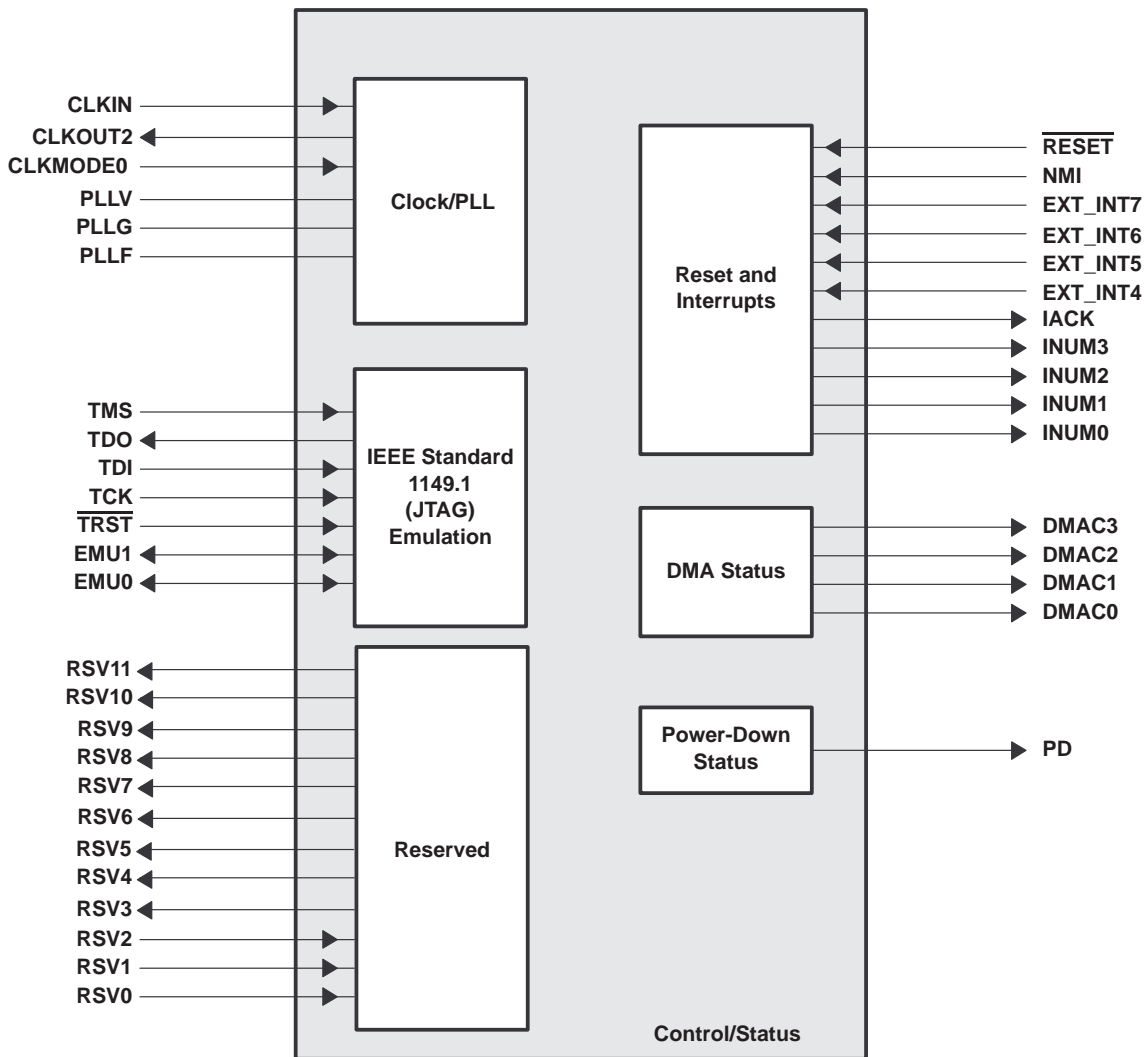 CLKIN
CLKOUT2
CLKMODE0
PLLV
PLLG
PLLF
Clock/PLL
TMS
TDO
TDI
TCK
TRST
EMU1
EMU0
IEEE Standard
1149.1
(JTAG)
Emulation
RSV11
RSV10
RSV9
RSV8
RSV7
RSV6
RSV5
RSV4
RSV3
RSV2
RSV1
RSV0
Reserved
Reset and
Interrupts
RESET
NMI
EXT_INT7
EXT_INT6
EXT_INT5
EXT_INT4
IACK
INUM3
INUM2
INUM1
INUM0
DMA Status
DMAC3
DMAC2
DMAC1
DMAC0
Power-Down
Status
PD
Control/Status